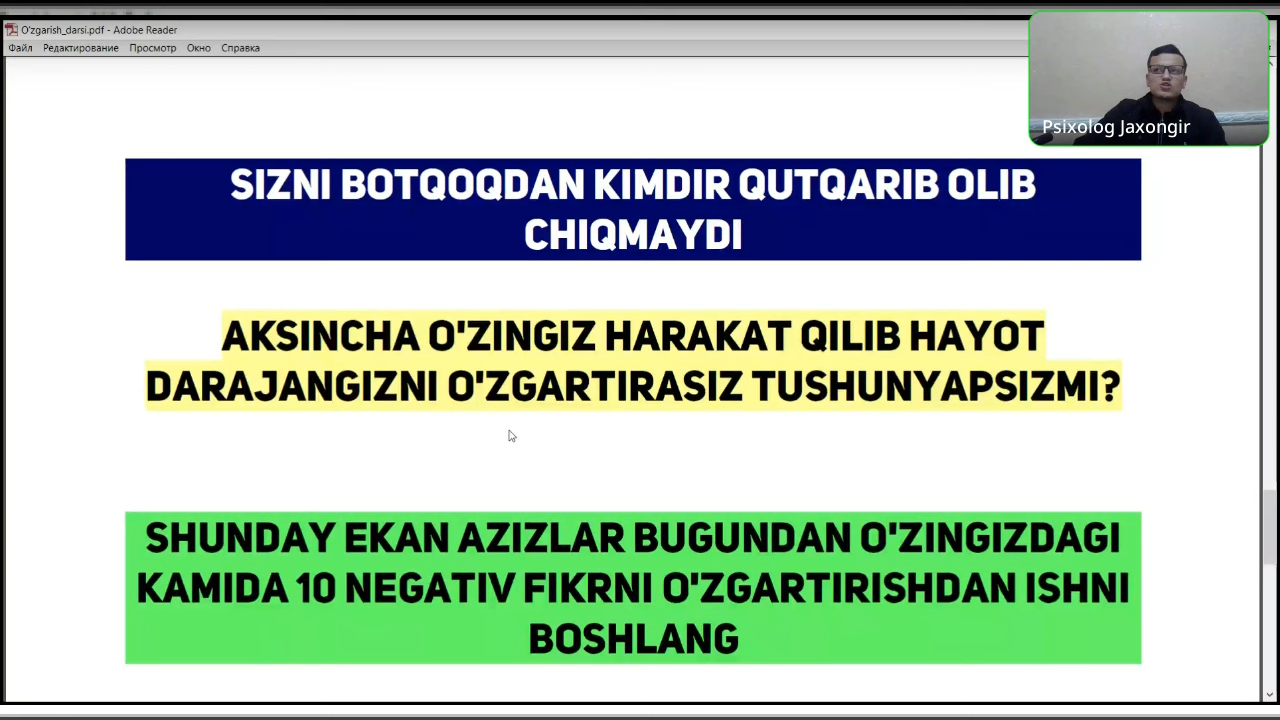 O'zgarish_darsi.pdf - Adobe Reader
Файл Редактирование Просмотр Окно Справка
Psixolog Jaxongir
SIZNI BOTQOQDAN KIMDIR QUTQARIB OLIB
CHIQMAYDI
AKSINCHA O'ZINGIZ HARAKAT QILIB HAYOT
DARAJANGIZNI O'ZGARTIRASIZ TUSHUNYAPSIZMI?
SHUNDAY EKAN AZIZLAR BUGUNDAN O'ZINGIZDAGI
KAMIDA 10 NEGATIV FIKRNI O'ZGARTIRISHDAN ISHNI
BOSHLANG